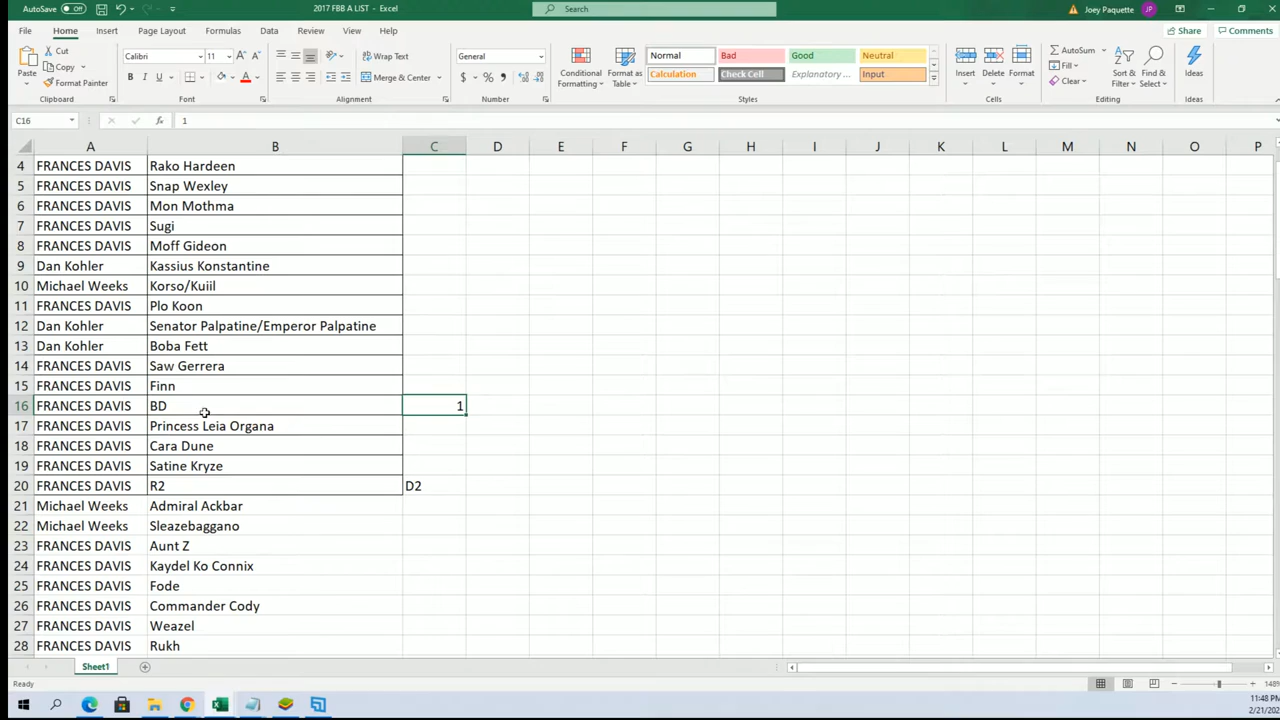 AutoSave Off 2017 FBB A LIST - Excel Search Joey Paquette JP
File Home Insert Page Layout Formulas Data Review View Help Share Comments
Paste Cut Copy Format Painter Clipboard
Calibri 11 A A B I U A Font
Wrap Text Merge & Center Alignment
General $ % , Number
Conditional Formatting Format as Table Normal Bad Good Neutral Calculation Check Cell Explanatory ... Input Styles
Insert Delete Format Cells
AutoSum Fill Clear Sort & Filter Find & Select Editing
Ideas Ideas
C16 fx 1
A B C D E F G H I J K L M N O P
4 FRANCES DAVIS Rako Hardeen
5 FRANCES DAVIS Snap Wexley
6 FRANCES DAVIS Mon Mothma
7 FRANCES DAVIS Sugi
8 FRANCES DAVIS Moff Gideon
9 Dan Kohler Kassius Konstantine
10 Michael Weeks Korso/Kuiil
11 FRANCES DAVIS Plo Koon
12 Dan Kohler Senator Palpatine/Emperor Palpatine
13 Dan Kohler Boba Fett
14 FRANCES DAVIS Saw Gerrera
15 FRANCES DAVIS Finn
16 FRANCES DAVIS BD 1
17 FRANCES DAVIS Princess Leia Organa
18 FRANCES DAVIS Cara Dune
19 FRANCES DAVIS Satine Kryze
20 FRANCES DAVIS R2 D2
21 Michael Weeks Admiral Ackbar
22 Michael Weeks Sleazebaggano
23 FRANCES DAVIS Aunt Z
24 FRANCES DAVIS Kaydel Ko Connix
25 FRANCES DAVIS Fode
26 FRANCES DAVIS Commander Cody
27 FRANCES DAVIS Weazel
28 FRANCES DAVIS Rukh
Sheet1
Ready 148%
11:48 PM
2/21/202